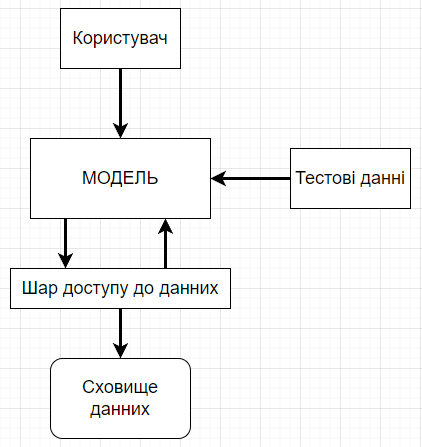 Користувач
МОДЕЛЬ
Тестові данні
Шар доступу до данних
Сховище
данних